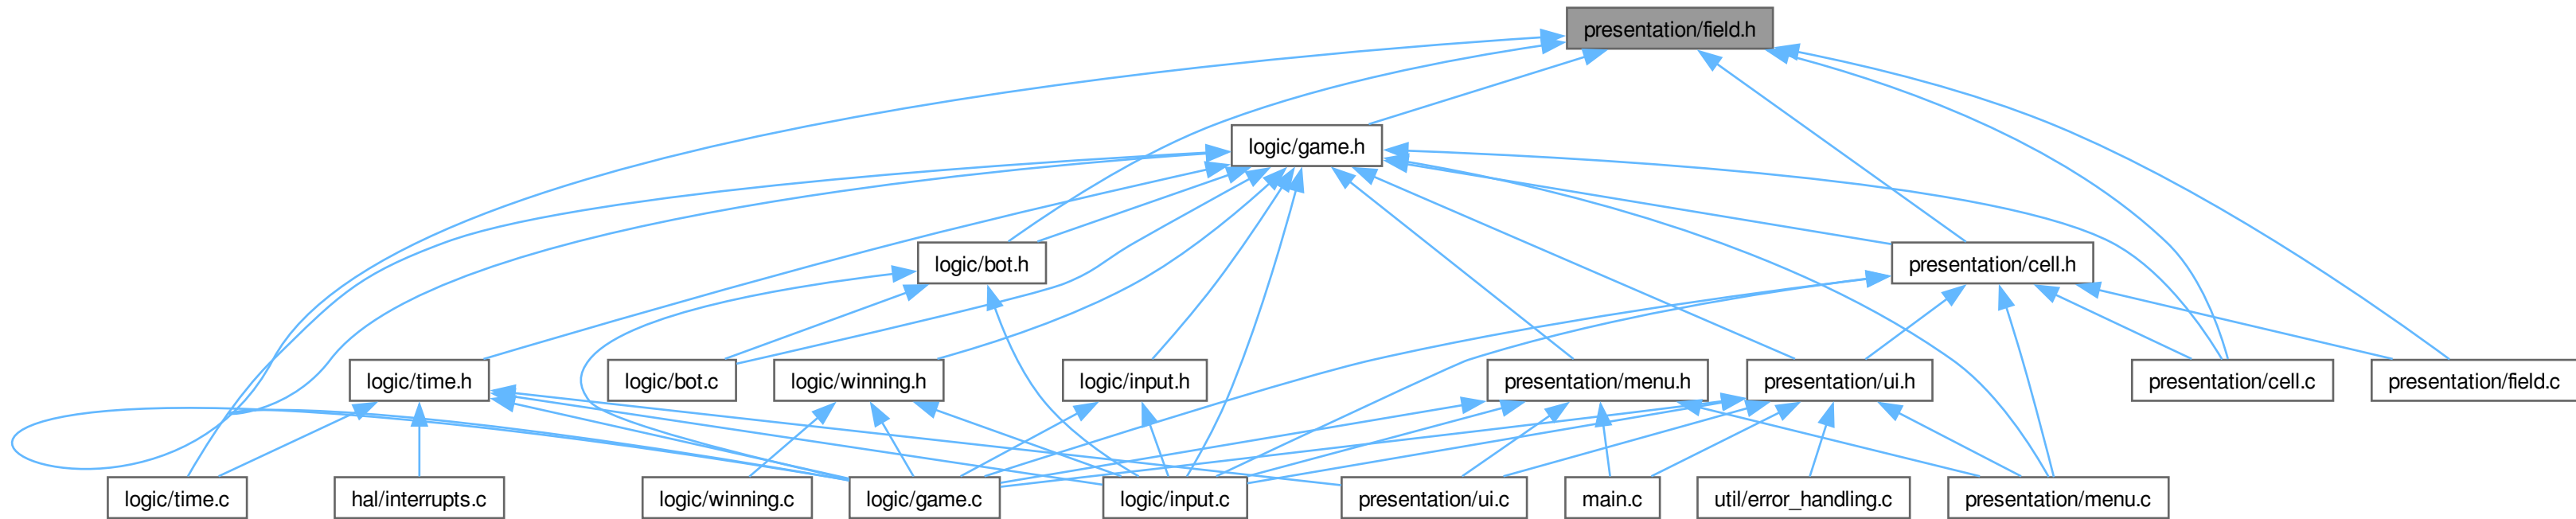 presentation/field.h
logic/game.h
logic/bot.h
presentation/cell.h
logic/time.h
logic/bot.c
logic/winning.h
logic/input.h
presentation/menu.h
presentation/ui.h
presentation/cell.c
presentation/field.c
logic/time.c
hal/interrupts.c
logic/winning.c
logic/game.c
logic/input.c
presentation/ui.c
main.c
util/error_handling.c
presentation/menu.c